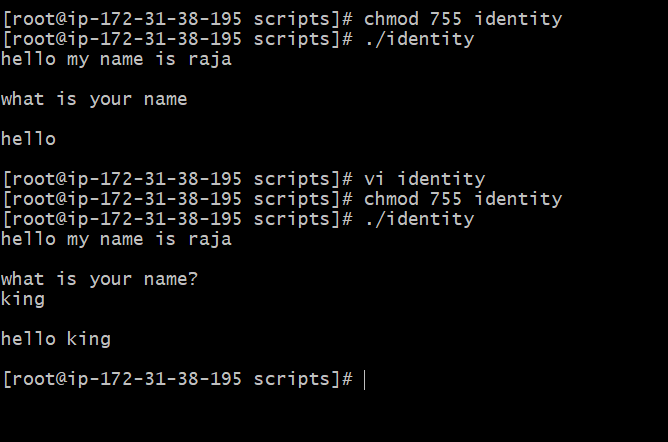 [root@ip-172-31-38-195 scripts]# chmod 755 identity
[root@ip-172-31-38-195 scripts]# ./identity
hello my name is raja
what is your name
hello
[root@ip-172-31-38-195 scripts]# vi identity
[root@ip-172-31-38-195 scripts]# chmod 755 identity
[root@ip-172-31-38-195 scripts]# ./identity
hello my name is raja
what is your name?
king
hello king
[root@ip-172-31-38-195 scripts]#